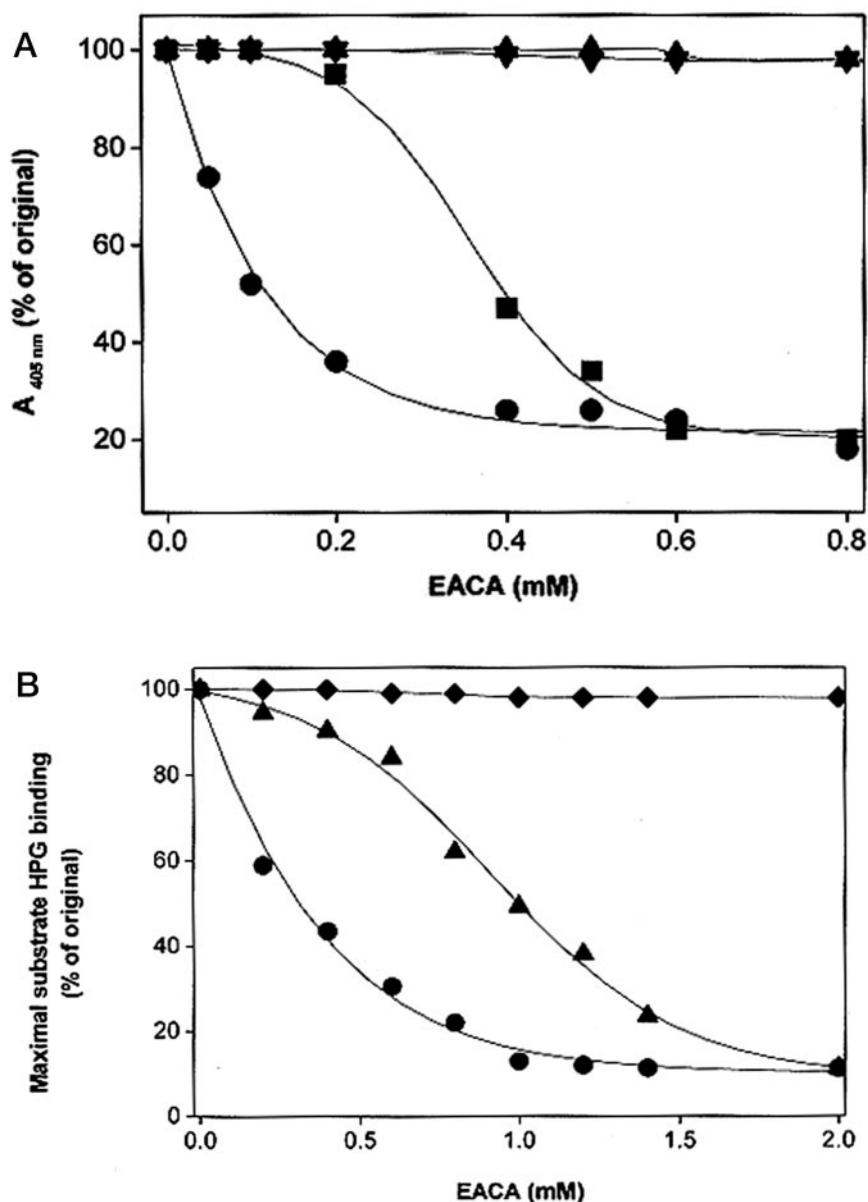 A
100
80
60
40
20
A 405 nm (% of original)
0.0 0.2 0.4 0.6 0.8
EACA (mM)
B
100
80
60
40
20
0
Maximal substrate HPG binding
(% of original)
0.0 0.5 1.0 1.5 2.0
EACA (mM)